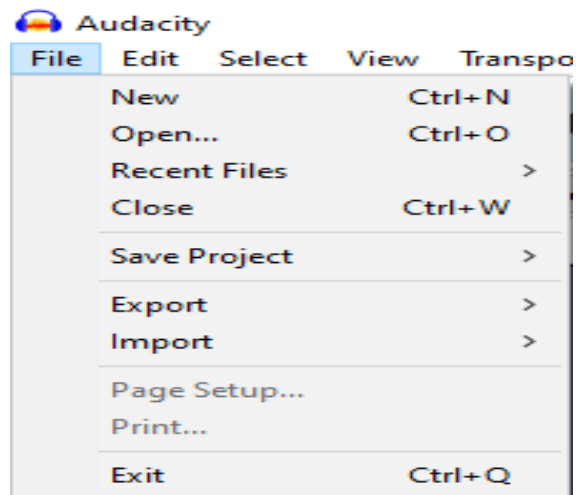 Audacity
File Edit Select View Transpo
New Ctrl+N
Open... Ctrl+O
Recent Files >
Close Ctrl+W
Save Project >
Export >
Import >
Page Setup...
Print...
Exit Ctrl+Q